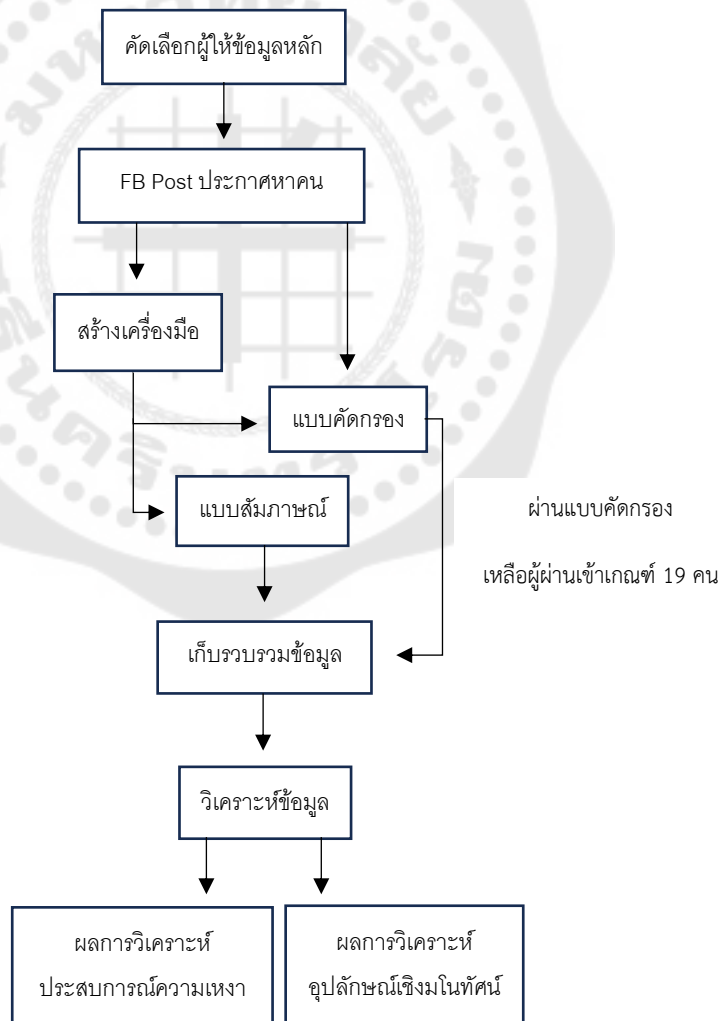 คัดเลือกผู้ให้ข้อมูลหลัก
FB Post ประกาศหาคน
สร้างเครื่องมือ
แบบคัดกรอง
แบบสัมภาษณ์
ผ่านแบบคัดกรอง
เหลือผู้ผ่านเข้าเกณฑ์ 19 คน
เก็บรวบรวมข้อมูล
วิเคราะห์ข้อมูล
ผลการวิเคราะห์
ประสบการณ์ความเหงา
ผลการวิเคราะห์
อุปลักษณ์เชิงมโนทัศน์